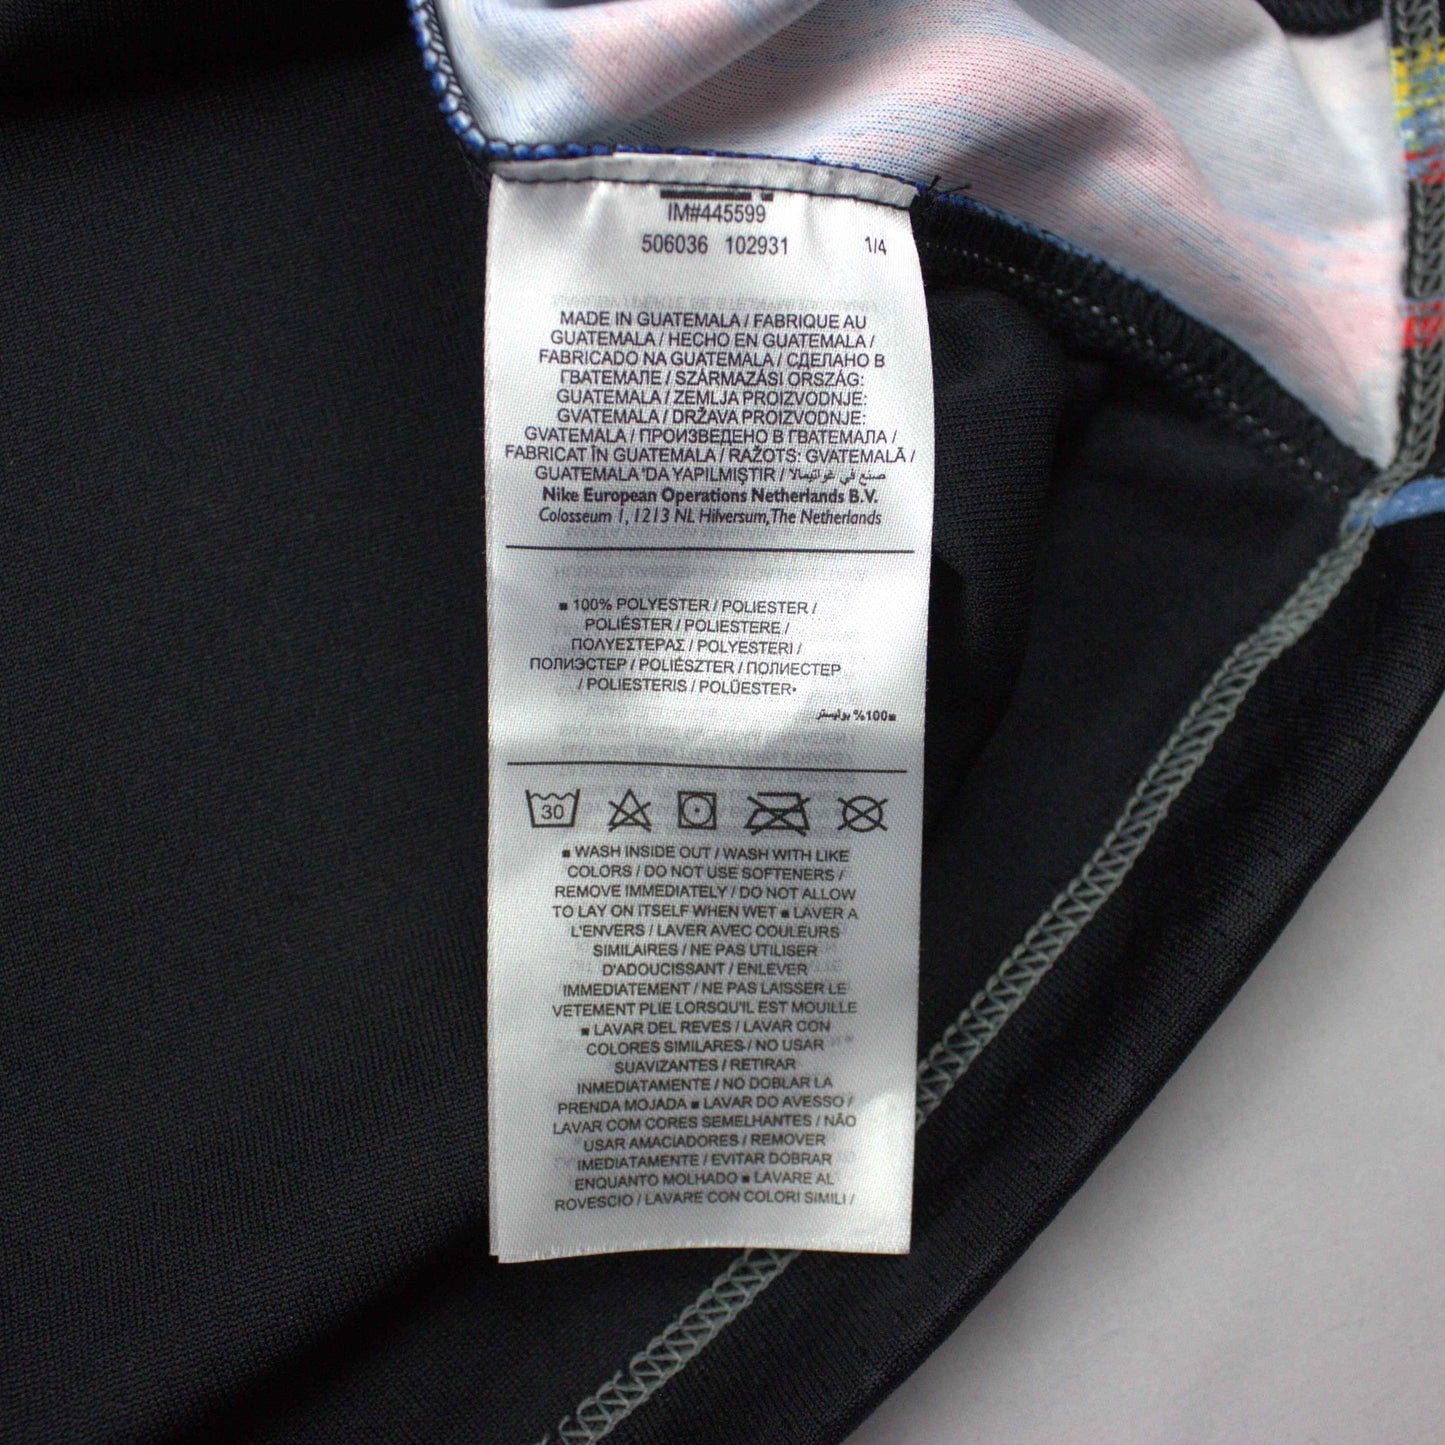 IM#445599
506036 102931 1/4
MADE IN GUATEMALA / FABRIQUE AU
GUATEMALA / HECHO EN GUATEMALA /
FABRICADO NA GUATEMALA / СДЕЛАНО В
ГВАТЕМАЛЕ / SZÁRMAZÁSI ORSZÁG:
GUATEMALA / ZEMLJA PROIZVODNJE:
GVATEMALA / DRŽAVA PROIZVODNJE:
GVATEMALA / ПРОИЗВЕДЕНО В ГВАТЕМАЛА /
FABRICAT ÎN GUATEMALA / RAŽOTS: GVATEMALĀ /
GUATEMALA 'DA YAPILMIŞTIR / صنع في غواتيمالا
Nike European Operations Netherlands B.V.
Colosseum 1, 1213 NL Hilversum, The Netherlands
■ 100% POLYESTER / POLIESTER /
POLIÉSTER / POLIESTERE /
ΠΟΛΥΕΣΤΕΡΑΣ / POLYESTERI /
ПОЛИЭСТЕР / POLIÉSZTER / ПОЛИЕСТЕР
/ POLIESTERIS / POLÜESTER•
■100% بوليستر
30
■ WASH INSIDE OUT / WASH WITH LIKE
COLORS / DO NOT USE SOFTENERS /
REMOVE IMMEDIATELY / DO NOT ALLOW
TO LAY ON ITSELF WHEN WET ■ LAVER A
L'ENVERS / LAVER AVEC COULEURS
SIMILAIRES / NE PAS UTILISER
D'ADOUCISSANT / ENLEVER
IMMEDIATEMENT / NE PAS LAISSER LE
VETEMENT PLIE LORSQU'IL EST MOUILLE
■ LAVAR DEL REVES / LAVAR CON
COLORES SIMILARES / NO USAR
SUAVIZANTES / RETIRAR
INMEDIATAMENTE / NO DOBLAR LA
PRENDA MOJADA ■ LAVAR DO AVESSO /
LAVAR COM CORES SEMELHANTES / NÃO
USAR AMACIADORES / REMOVER
IMEDIATAMENTE / EVITAR DOBRAR
ENQUANTO MOLHADO ■ LAVARE AL
ROVESCIO / LAVARE CON COLORI SIMILI /